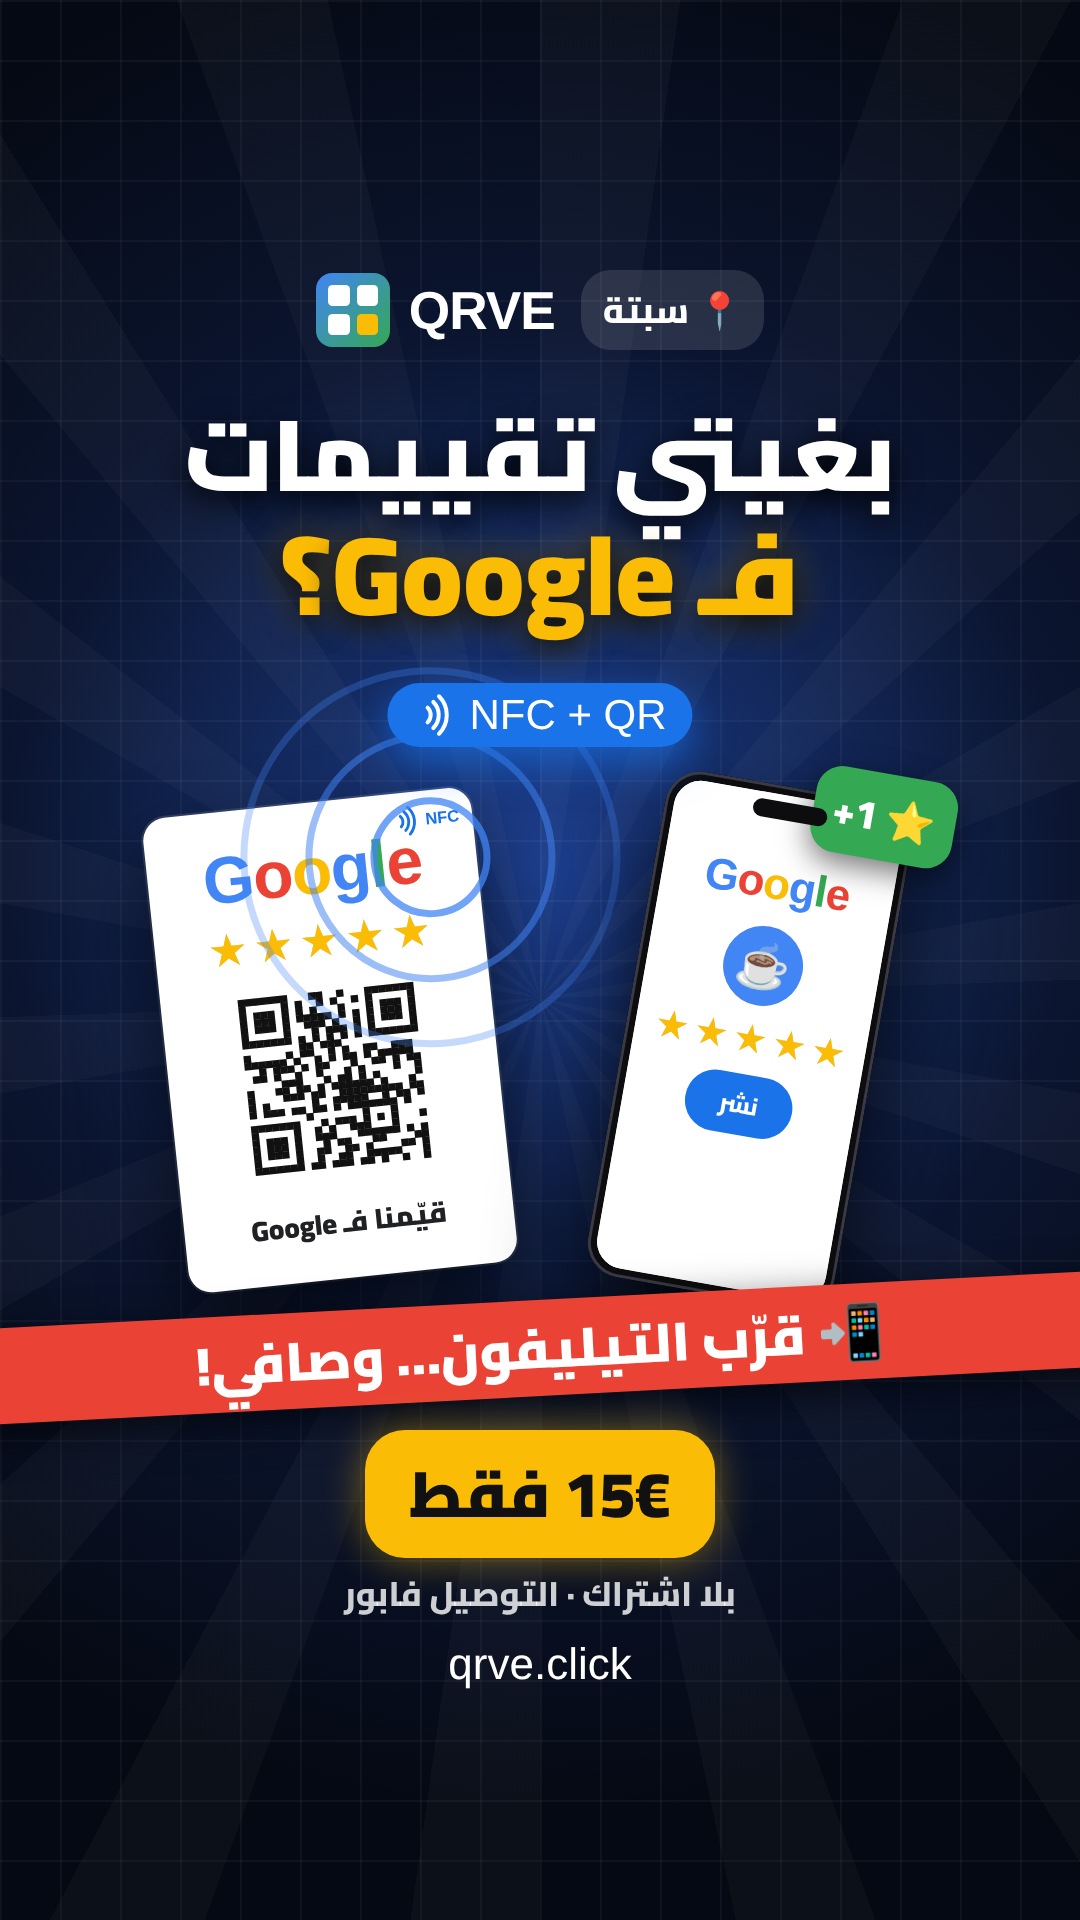 QRVE
سبتة 📍
بغيتي تقييمات
فـ Google؟
NFC + QR
NFC
Google
★★★★★
قيّمنا فـ Google
+1 ⭐
Google
★★★★★
نشر
📲 قرّب التيليفون... وصافي!
15€ فقط
بلا اشتراك · التوصيل فابور
qrve.click